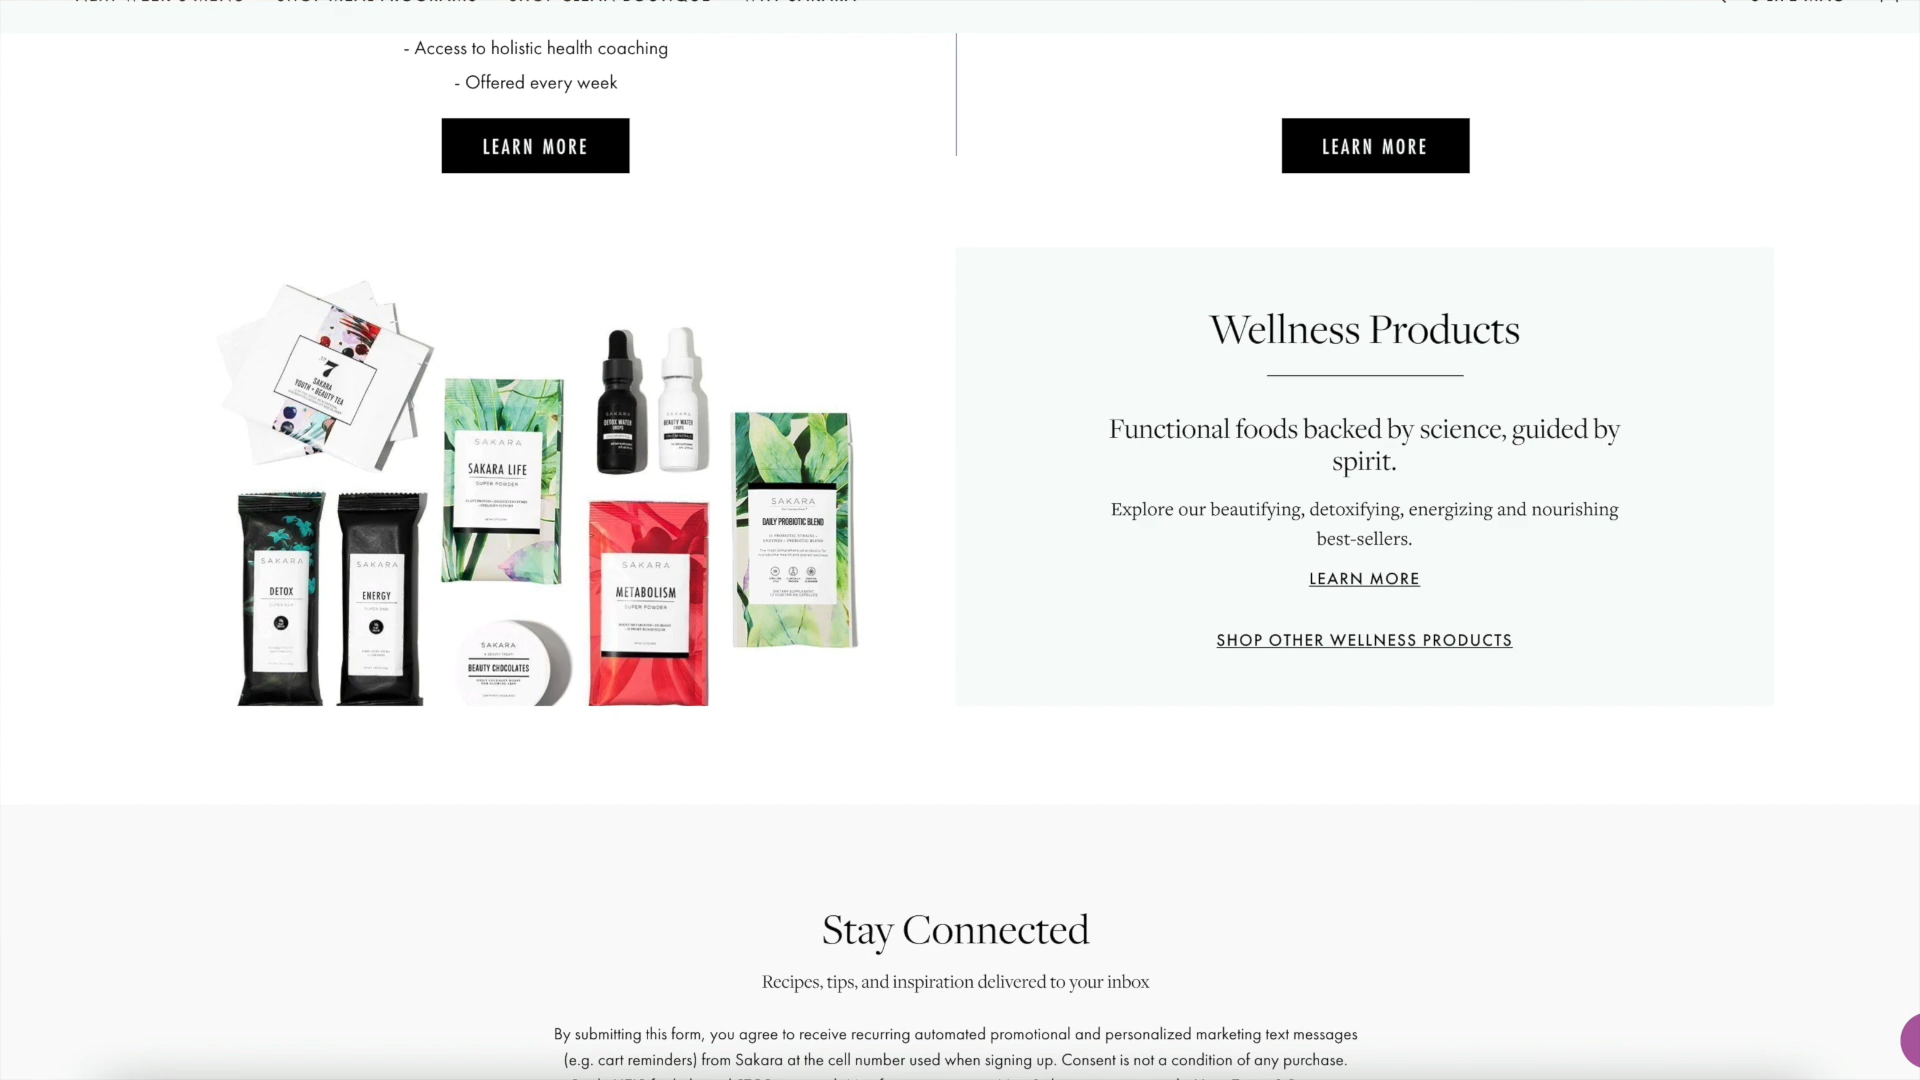 - Access to holistic health coaching
- Offered every week
LEARN MORE
LEARN MORE
7
SAKARA
YOUTH + BEAUTY TEA
SAKARA
SAKARA LIFE
SUPER POWDER
SAKARA
DETOX WATER
DROPS
SAKARA
BEAUTY WATER
DROPS
SAKARA
DAILY PROBIOTIC BLEND
SAKARA
DETOX
SAKARA
ENERGY
SAKARA
BEAUTY CHOCOLATES
SAKARA
METABOLISM
SUPER POWDER
Wellness Products
Functional foods backed by science, guided by
spirit.
Explore our beautifying, detoxifying, energizing and nourishing
best-sellers.
LEARN MORE
SHOP OTHER WELLNESS PRODUCTS
Stay Connected
Recipes, tips, and inspiration delivered to your inbox
By submitting this form, you agree to receive recurring automated promotional and personalized marketing text messages
(e.g. cart reminders) from Sakara at the cell number used when signing up. Consent is not a condition of any purchase.